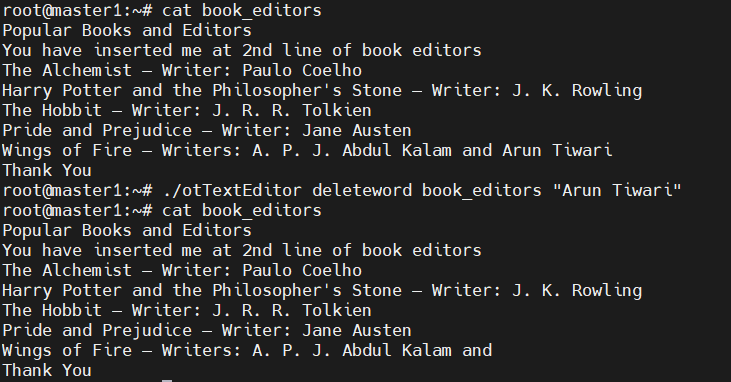 root@master1:~# cat book_editors
Popular Books and Editors
You have inserted me at 2nd line of book editors
The Alchemist – Writer: Paulo Coelho
Harry Potter and the Philosopher's Stone – Writer: J. K. Rowling
The Hobbit – Writer: J. R. R. Tolkien
Pride and Prejudice – Writer: Jane Austen
Wings of Fire – Writers: A. P. J. Abdul Kalam and Arun Tiwari
Thank You
root@master1:~# ./otTextEditor deleteword book_editors "Arun Tiwari"
root@master1:~# cat book_editors
Popular Books and Editors
You have inserted me at 2nd line of book editors
The Alchemist – Writer: Paulo Coelho
Harry Potter and the Philosopher's Stone – Writer: J. K. Rowling
The Hobbit – Writer: J. R. R. Tolkien
Pride and Prejudice – Writer: Jane Austen
Wings of Fire – Writers: A. P. J. Abdul Kalam and
Thank You